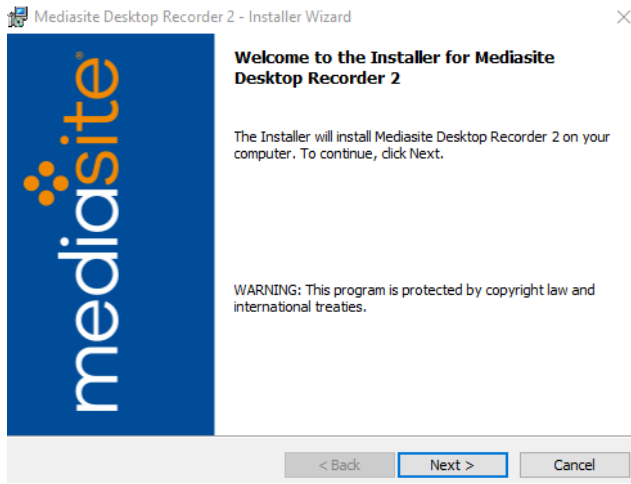 Mediasite Desktop Recorder 2 - Installer Wizard
mediasite®
Welcome to the Installer for Mediasite
Desktop Recorder 2
The Installer will install Mediasite Desktop Recorder 2 on your
computer. To continue, click Next.
WARNING: This program is protected by copyright law and
international treaties.
< Back
Next >
Cancel